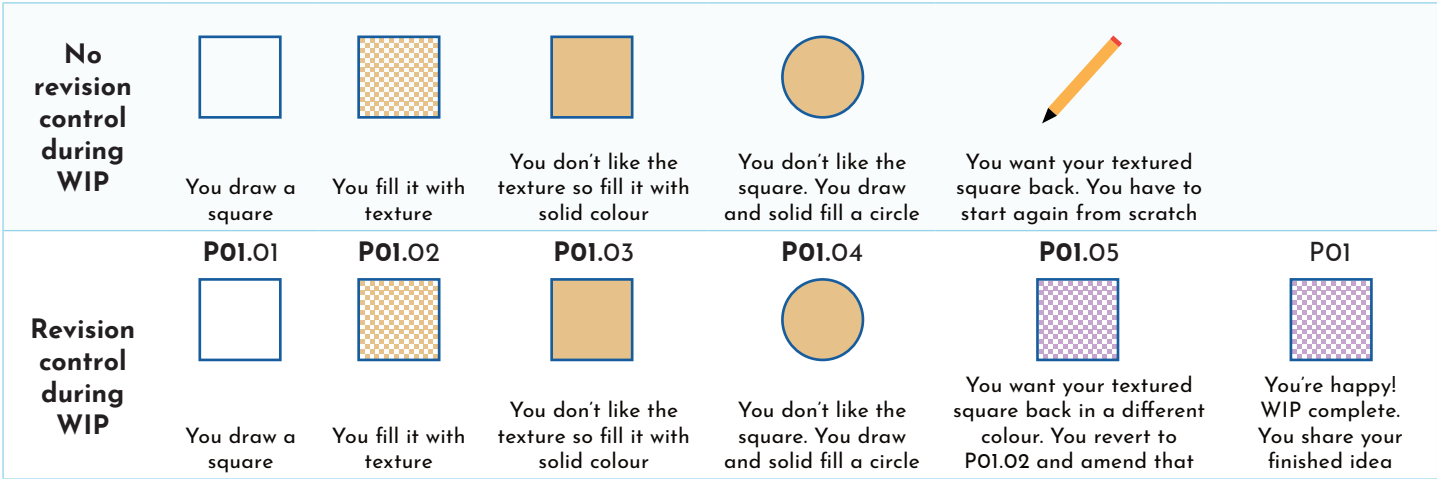 No
revision
control
during
WIP
You draw a
square
You fill it with
texture
You don't like the
texture so fill it with
solid colour
You don't like the
square. You draw
and solid fill a circle
You want your textured
square back. You have to
start again from scratch
Revision
control
during
WIP
P01.01
You draw a
square
P01.02
You fill it with
texture
P01.03
You don't like the
texture so fill it with
solid colour
P01.04
You don't like the
square. You draw
and solid fill a circle
P01.05
You want your textured
square back in a different
colour. You revert to
P01.02 and amend that
P01
You're happy!
WIP complete.
You share your
finished idea